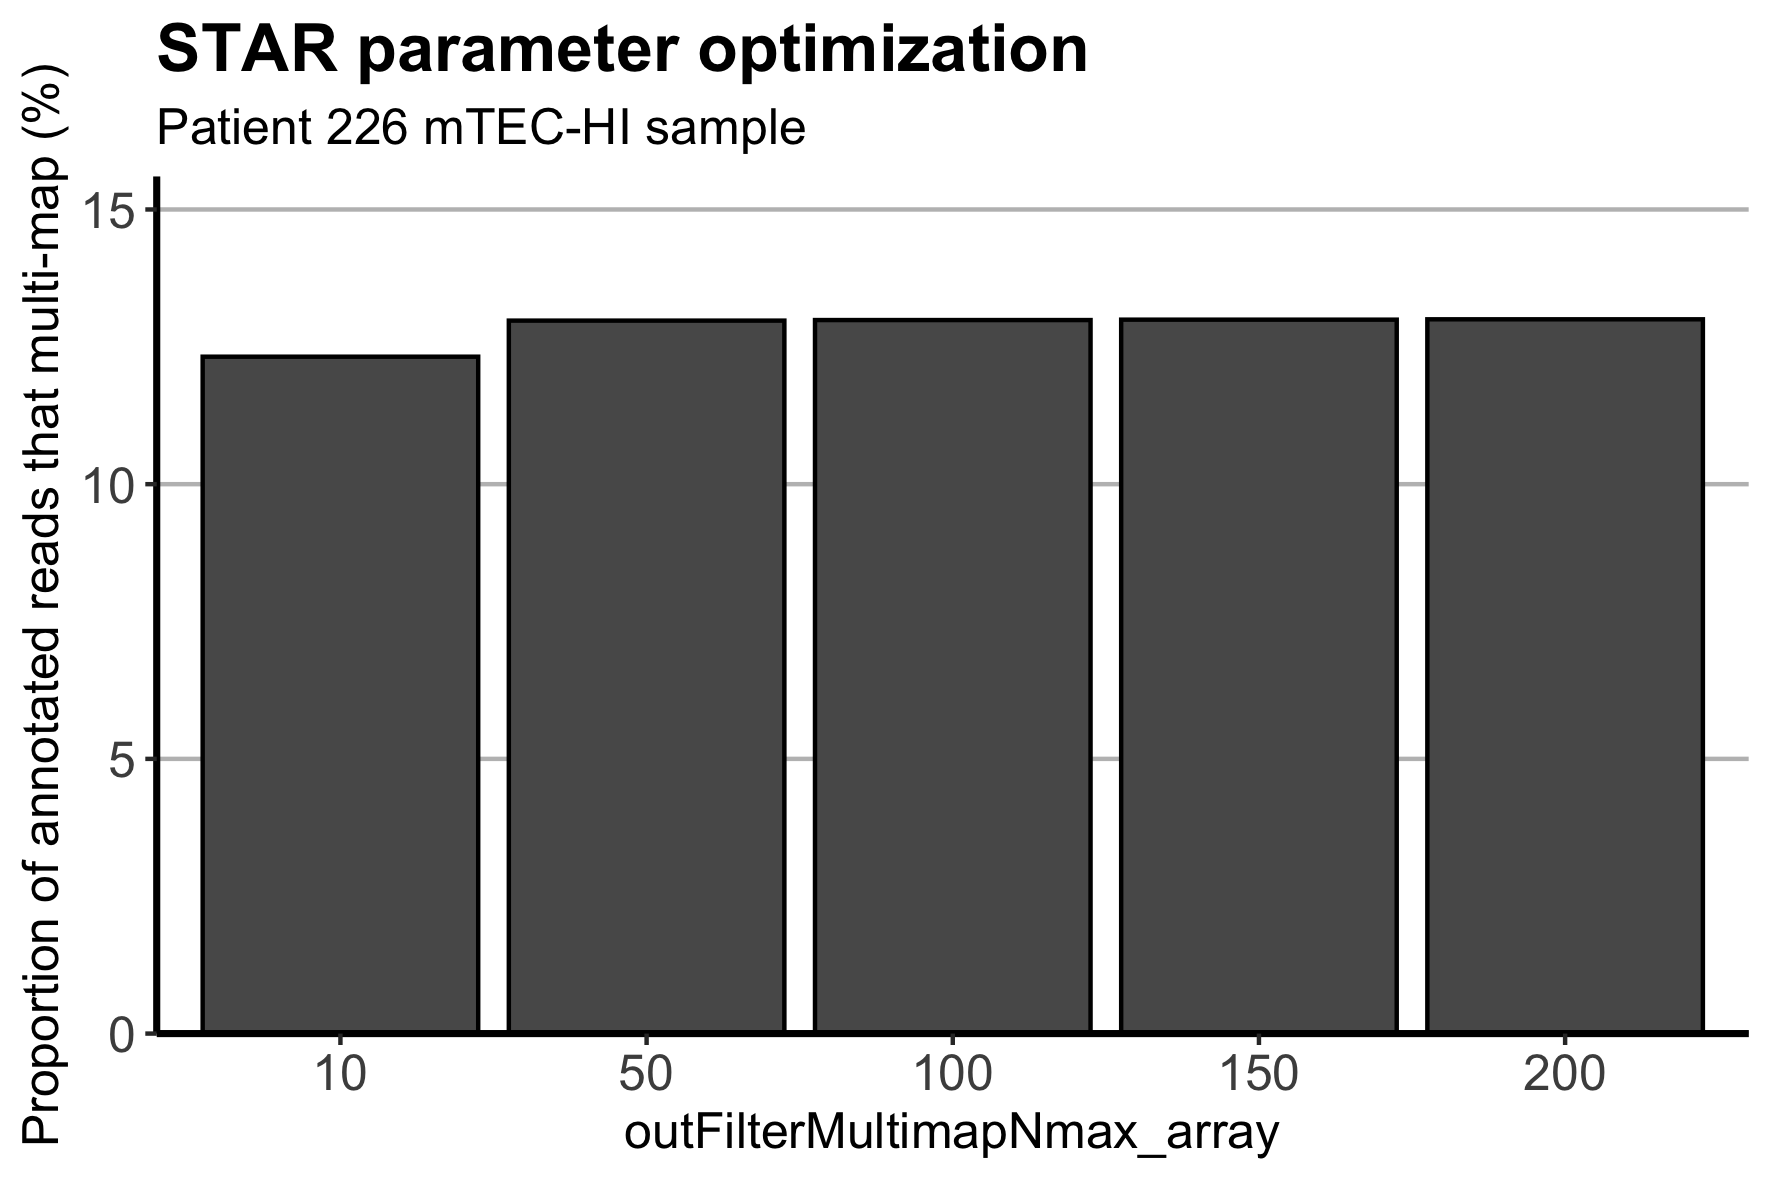 STAR parameter optimization
Patient 226 mTEC-HI sample
Proportion of annotated reads that multi-map (%)
15
10
5
0
10 50 100 150 200
outFilterMultimapNmax_array